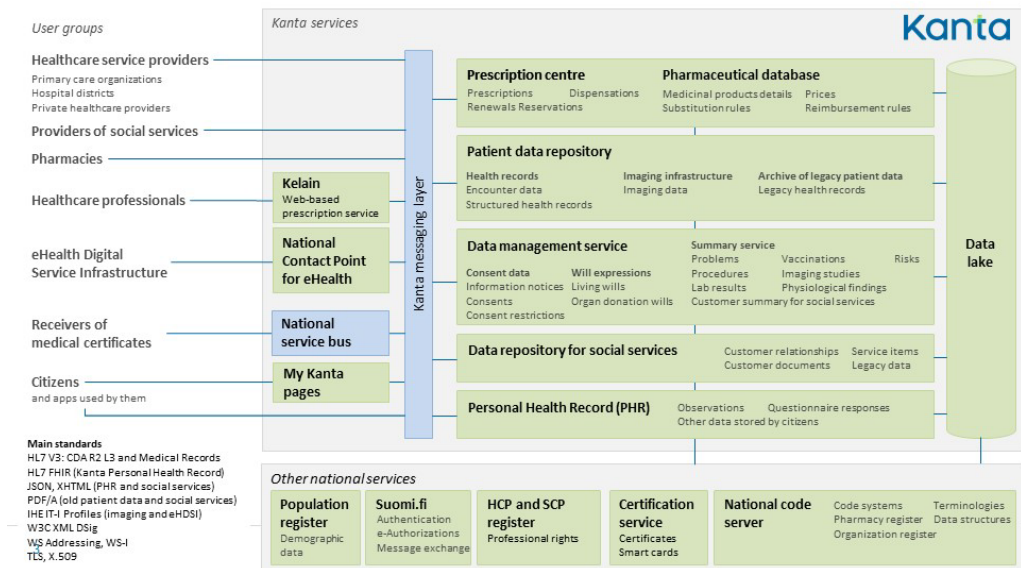 User groups
Healthcare service providers
Primary care organizations
Hospital districts
Private healthcare providers
Providers of social services
Pharmacies
Healthcare professionals
eHealth Digital
Service Infrastructure
Receivers of
medical certificates
Citizens
and apps used by them
Main standards
HL7 V3: CDA R2 L3 and Medical Records
HL7 FHIR (Kanta Personal Health Record)
JSON, XHTML (PHR and social services)
PDF/A (old patient data and social services)
IHE IT-I Profiles (imaging and eHDSI)
W3C XML DSig
WS Addressing, WS-I
TLS, X.509
3
Kanta services
Kanta
Kelain
Web-based
prescription service
National
Contact Point
for eHealth
National
service bus
My Kanta
pages
Kanta messaging layer
Prescription centre
Prescriptions Dispensations
Renewals Reservations
Pharmaceutical database
Medicinal products details Prices
Substitution rules Reimbursement rules
Patient data repository
Health records
Encounter data
Structured health records
Imaging infrastructure
Imaging data
Archive of legacy patient data
Legacy health records
Data management service
Consent data
Information notices
Consents
Consent restrictions
Will expressions
Living wills
Organ donation wills
Summary service
Problems Vaccinations Risks
Procedures Imaging studies
Lab results Physiological findings
Customer summary for social services
Data repository for social services
Customer relationships Service items
Customer documents Legacy data
Personal Health Record (PHR)
Observations Questionnaire responses
Other data stored by citizens
Data
lake
Other national services
Population
register
Demographic
data
Suomi.fi
Authentication
e-Authorizations
Message exchange
HCP and SCP
register
Professional rights
Certification
service
Certificates
Smart cards
National code
server
Code systems Terminologies
Pharmacy register Data structures
Organization register